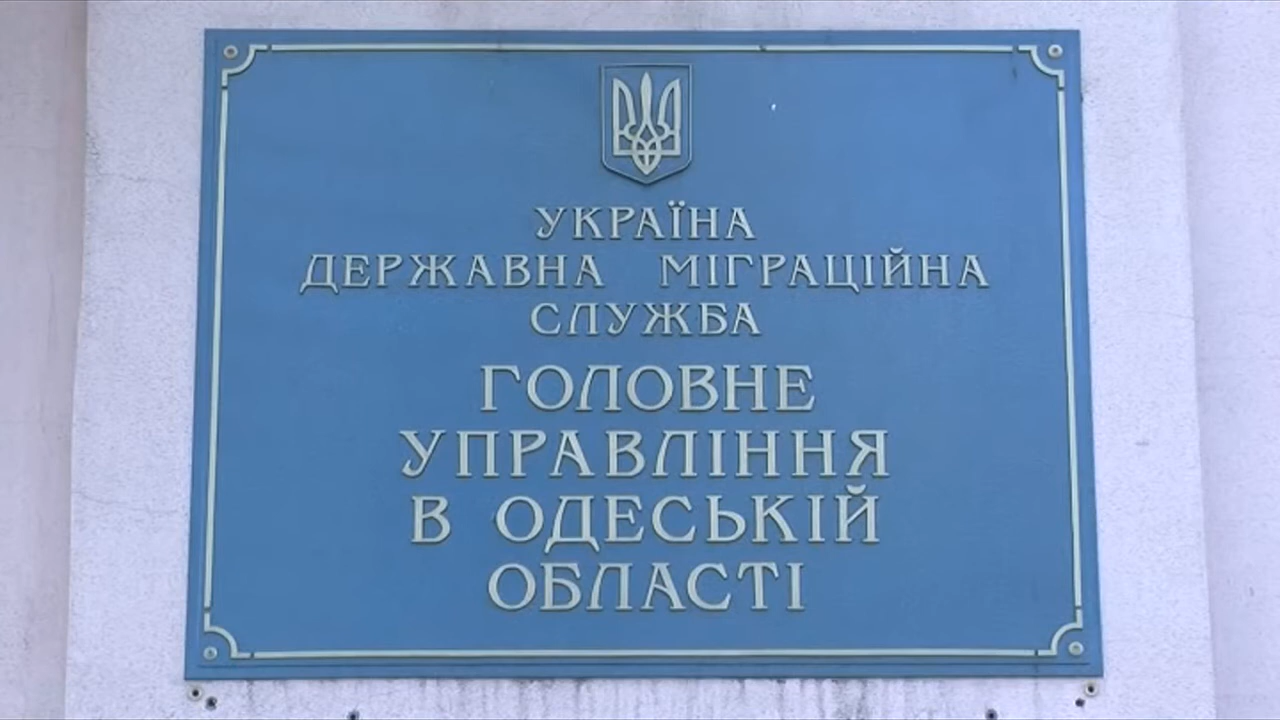 УКРАЇНА
ДЕРЖАВНА МІГРАЦІЙНА
СЛУЖБА
ГОЛОВНЕ
УПРАВЛІННЯ
В ОДЕСЬКІЙ
ОБЛАСТІ